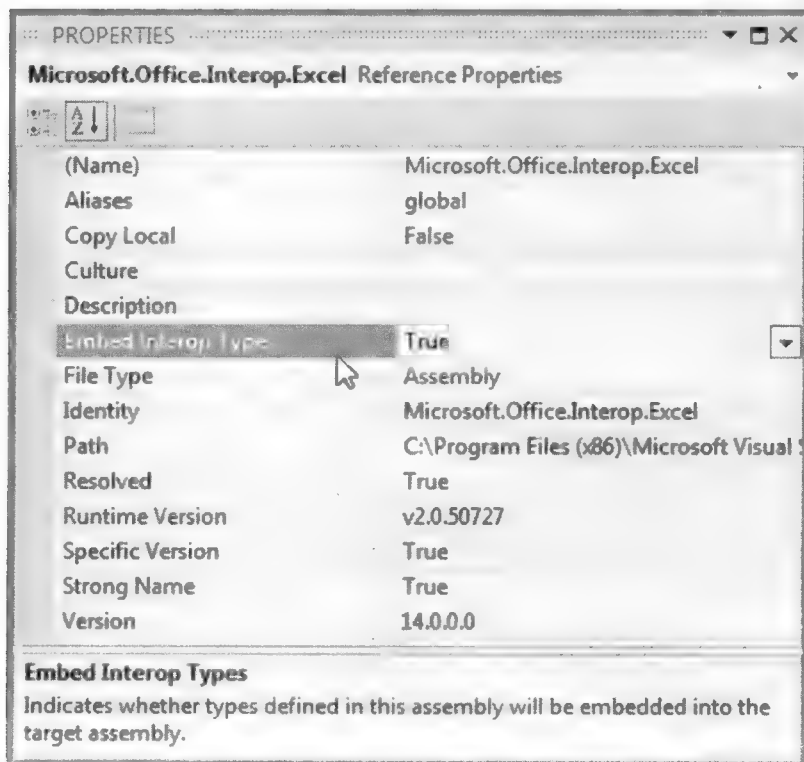 PROPERTIES
Microsoft.Office.Interop.Excel Reference Properties
A
Z
(Name) Microsoft.Office.Interop.Excel
Aliases global
Copy Local False
Culture
Description
Embed Interop Type True
File Type Assembly
Identity Microsoft.Office.Interop.Excel
Path C:\Program Files (x86)\Microsoft Visual
Resolved True
Runtime Version v2.0.50727
Specific Version True
Strong Name True
Version 14.0.0.0
Embed Interop Types
Indicates whether types defined in this assembly will be embedded into the
target assembly.